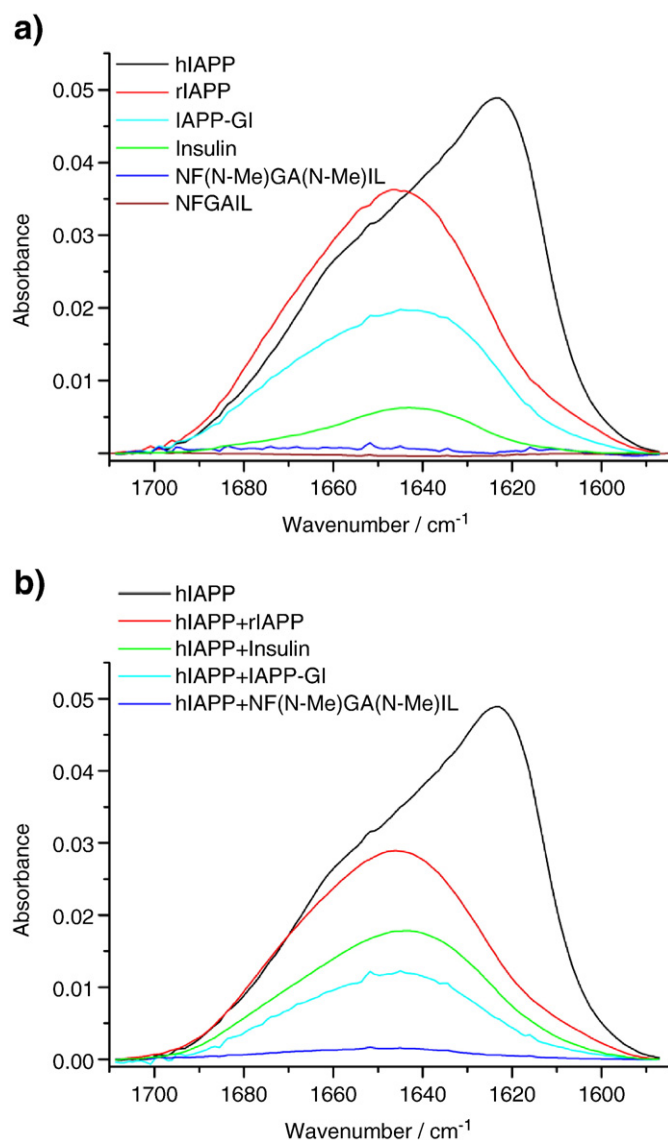 a)
hIAPP
rIAPP
IAPP-GI
Insulin
NF(N-Me)GA(N-Me)IL
NFGAIL
0.05
0.04
0.03
0.02
0.01
Absorbance
1700 1680 1660 1640 1620 1600
Wavenumber / cm⁻¹
b)
hIAPP
hIAPP+rIAPP
hIAPP+Insulin
hIAPP+IAPP-GI
hIAPP+NF(N-Me)GA(N-Me)IL
0.05
0.04
0.03
0.02
0.01
0.00
Absorbance
1700 1680 1660 1640 1620 1600
Wavenumber / cm⁻¹